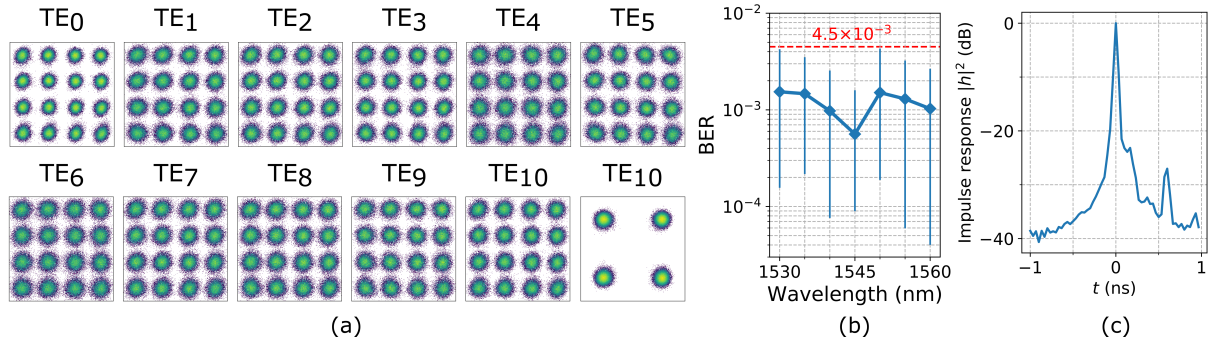 TE0 TE1 TE2 TE3 TE4 TE5
TE6 TE7 TE8 TE9 TE10 TE10
(a)
10⁻²
4.5×10⁻³
10⁻³
10⁻⁴
BER
1530 1545 1560
Wavelength (nm)
(b)
Impulse response |h|² (dB)
0
−20
−40
−1 0 1
t (ns)
(c)